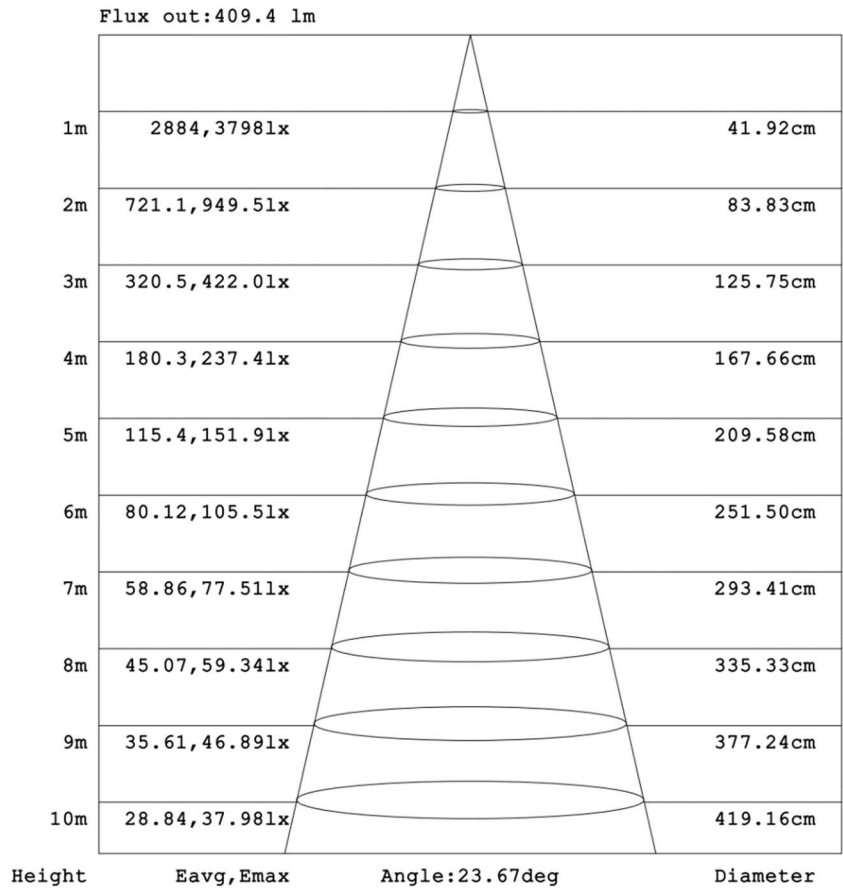 Flux out:409.4 lm
1m 2884,3798lx 41.92cm
2m 721.1,949.5lx 83.83cm
3m 320.5,422.0lx 125.75cm
4m 180.3,237.4lx 167.66cm
5m 115.4,151.9lx 209.58cm
6m 80.12,105.5lx 251.50cm
7m 58.86,77.51lx 293.41cm
8m 45.07,59.34lx 335.33cm
9m 35.61,46.89lx 377.24cm
10m 28.84,37.98lx 419.16cm
Height Eavg,Emax Angle:23.67deg Diameter